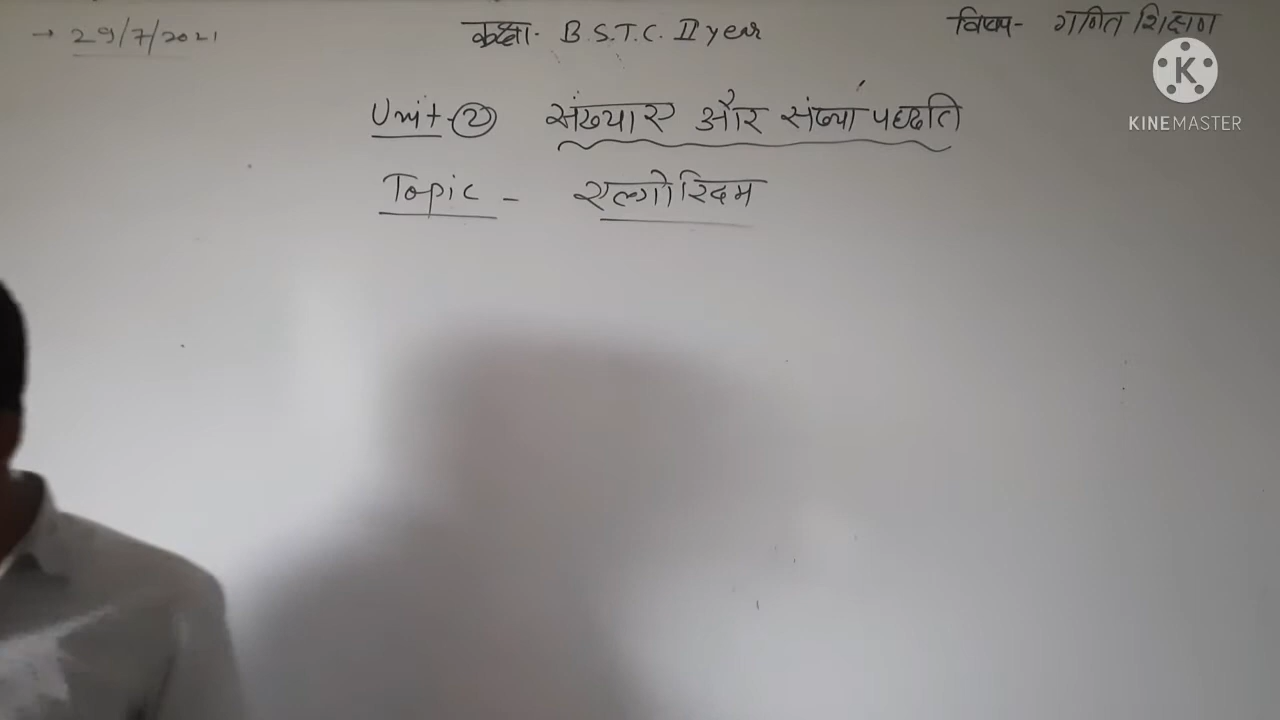 → 29/7/2021 कक्षा- B.S.T.C. II year विषय- गणित शिक्षण
KINEMASTER
Unit-② संख्याए और संख्यां पद्धति
Topic - एल्गोरिदम